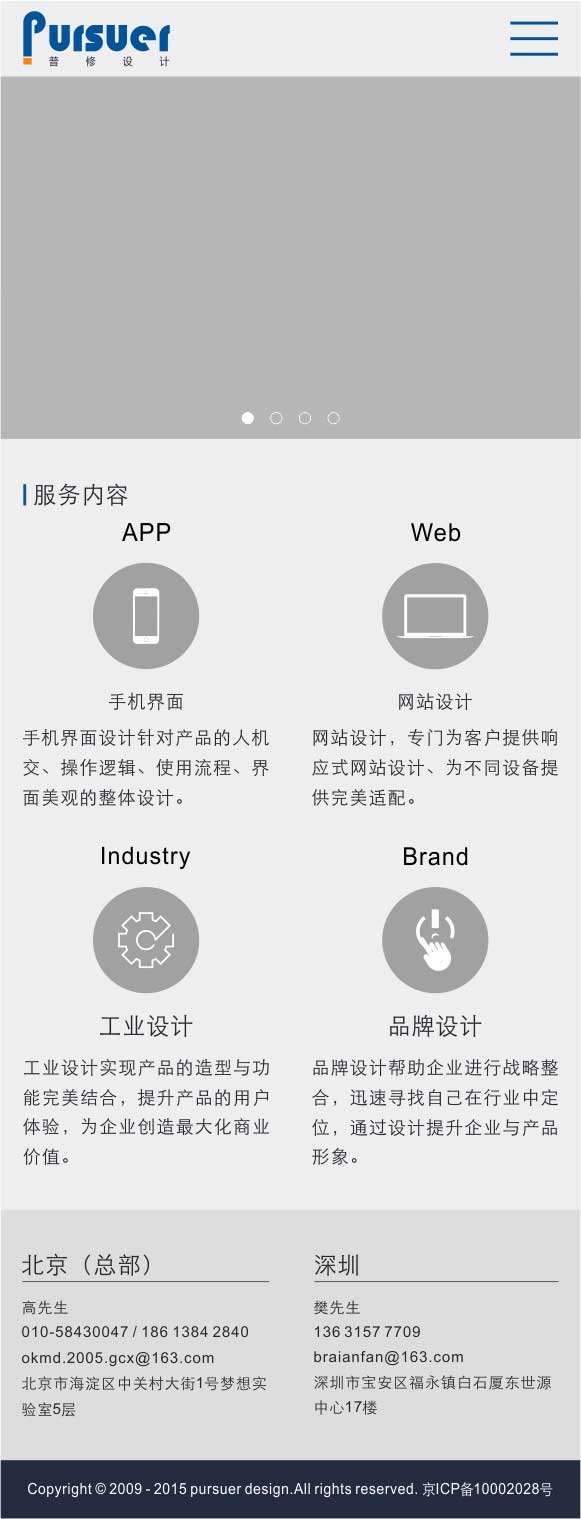 Pursuer
普修设计
服务内容
APP
手机界面
手机界面设计针对产品的人机
交、操作逻辑、使用流程、界
面美观的整体设计。
Web
网站设计
网站设计，专门为客户提供响
应式网站设计、为不同设备提
供完美适配。
Industry
工业设计
工业设计实现产品的造型与功
能完美结合，提升产品的用户
体验，为企业创造最大化商业
价值。
Brand
品牌设计
品牌设计帮助企业进行战略整
合，迅速寻找自己在行业中定
位，通过设计提升企业与产品
形象。
北京（总部）
高先生
010-58430047 / 186 1384 2840
okmd.2005.gcx@163.com
北京市海淀区中关村大街1号梦想实
验室5层
深圳
樊先生
136 3157 7709
braianfan@163.com
深圳市宝安区福永镇白石厦东世源
中心17楼
Copyright © 2009 - 2015 pursuer design.All rights reserved. 京ICP备10002028号